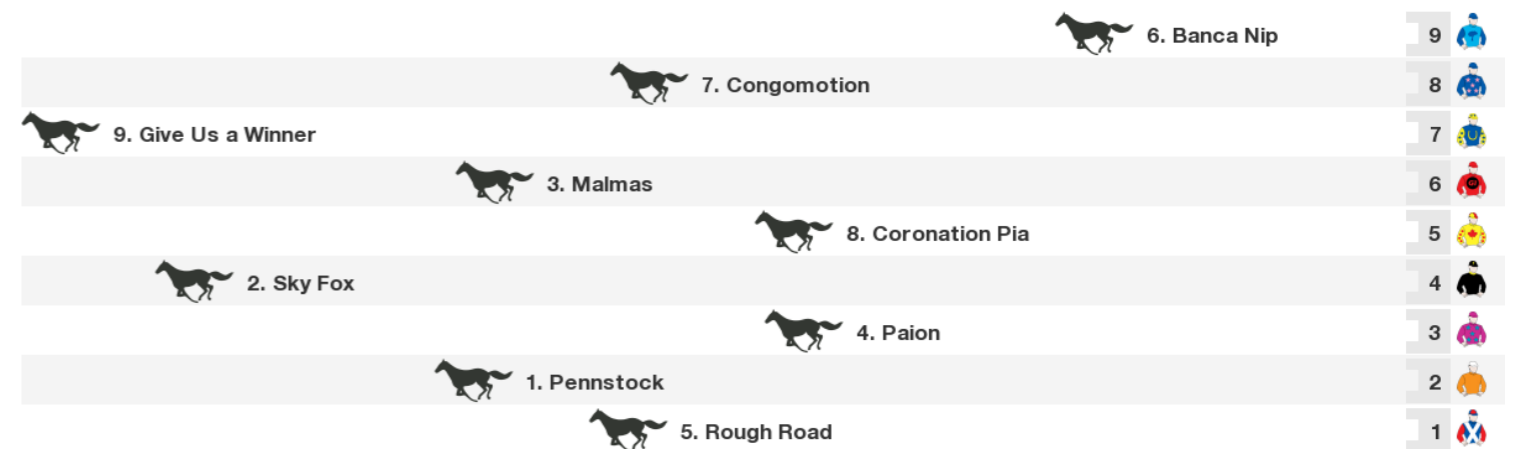 6. Banca Nip 9
7. Congomotion 8
9. Give Us a Winner 7
3. Malmas 6
8. Coronation Pia 5
2. Sky Fox 4
4. Paion 3
1. Pennstock 2
5. Rough Road 1